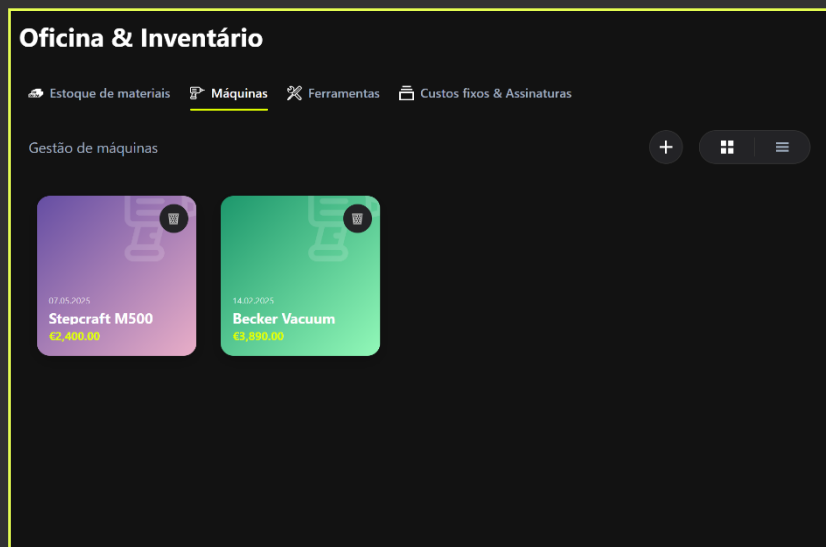 Oficina & Inventário
Estoque de materiais Máquinas Ferramentas Custos fixos & Assinaturas
Gestão de máquinas
07.05.2025
Stepcraft M500
€2,400.00
14.02.2025
Becker Vacuum
€3,890.00